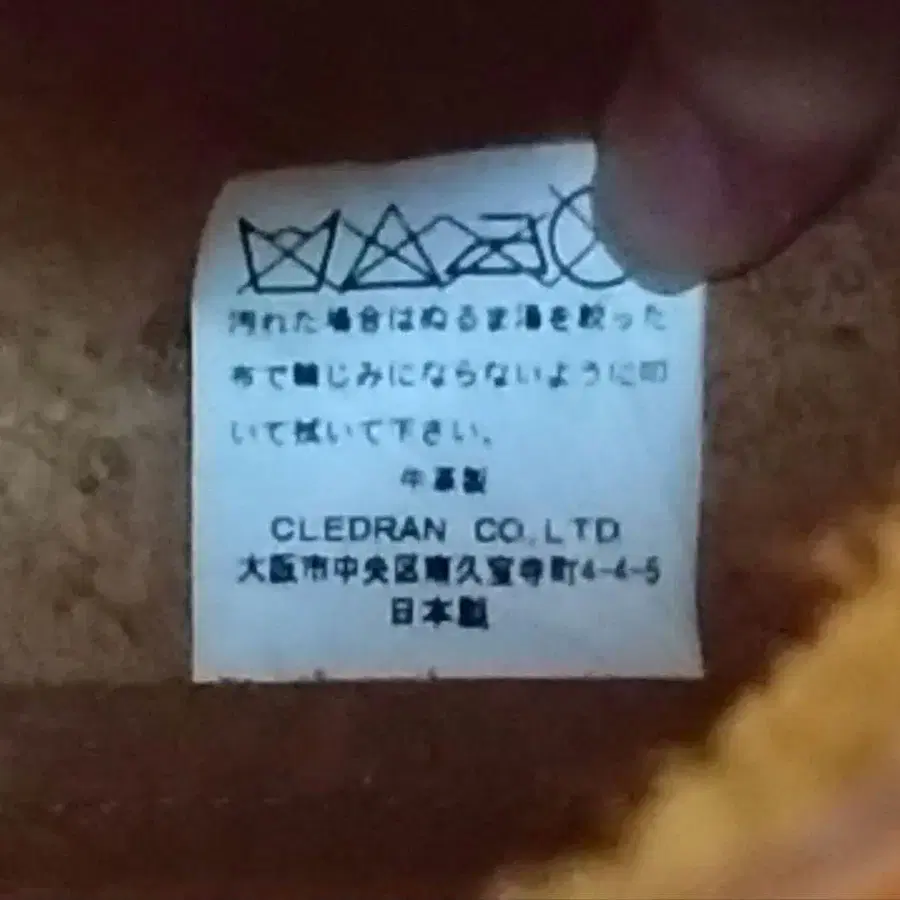 汚れた場合はぬるま湯を絞った
布で輪じみにならないように叩
いて拭いて下さい。
牛革製
CLEDRAN CO.LTD
大阪市中央区南久宝寺町4-4-5
日本製